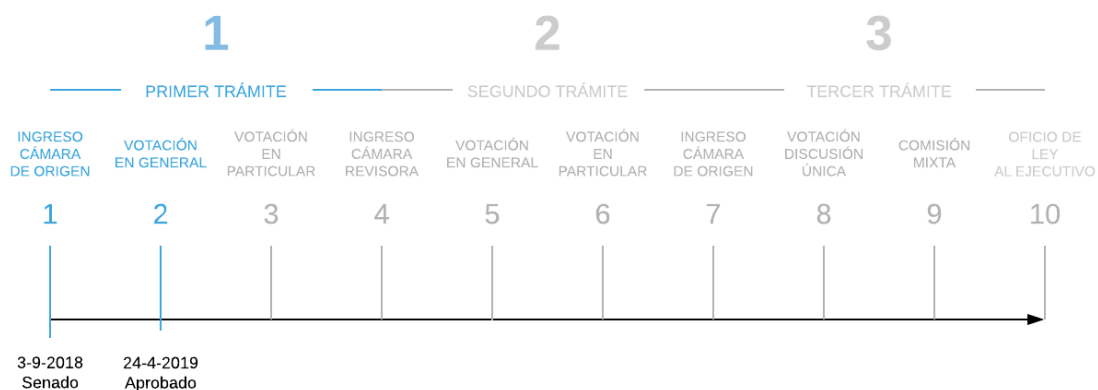 1
2
3
PRIMER TRÁMITE
SEGUNDO TRÁMITE
TERCER TRÁMITE
INGRESO
CÁMARA
DE ORIGEN
VOTACIÓN
EN GENERAL
VOTACIÓN
EN
PARTICULAR
INGRESO
CÁMARA
REVISORA
VOTACIÓN
EN GENERAL
VOTACIÓN
EN
PARTICULAR
INGRESO
CÁMARA
DE ORIGEN
VOTACIÓN
DISCUSIÓN
ÚNICA
COMISIÓN
MIXTA
OFICIO DE
LEY
AL EJECUTIVO
1
2
3
4
5
6
7
8
9
10
3-9-2018
Senado
24-4-2019
Aprobado